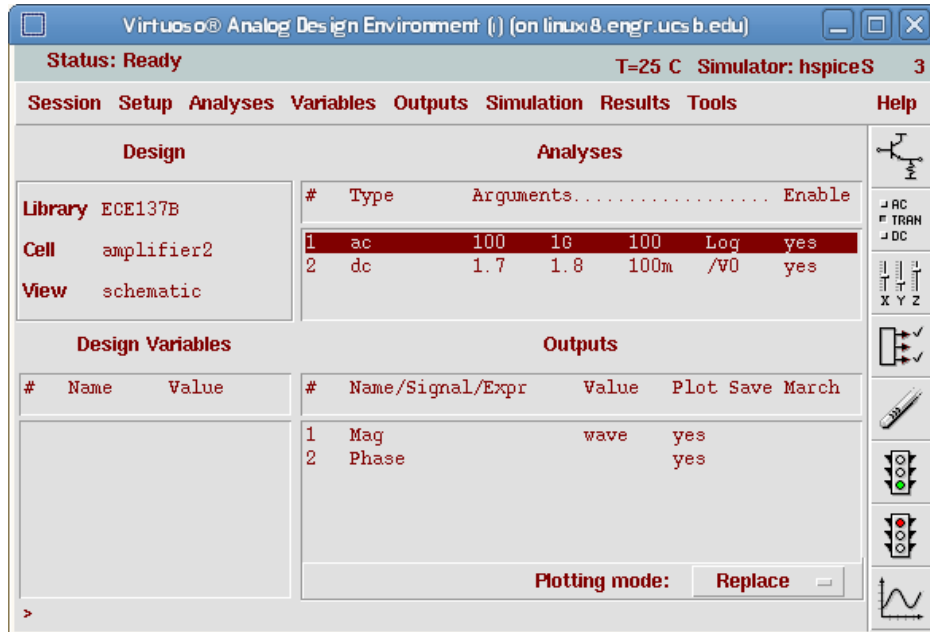 Virtuoso® Analog Design Environment (1) (on linux8.engr.ucsb.edu)
Status: Ready T=25 C Simulator: hspiceS 3
Session Setup Analyses Variables Outputs Simulation Results Tools Help
Design
Library ECE137B
Cell amplifier2
View schematic
Analyses
# Type Arguments.................. Enable
1 ac 100 1G 100 Log yes
2 dc 1.7 1.8 100m /V0 yes
Design Variables
# Name Value
Outputs
# Name/Signal/Expr Value Plot Save March
1 Mag wave yes
2 Phase yes
Plotting mode: Replace
>
AC
TRAN
DC
X Y Z